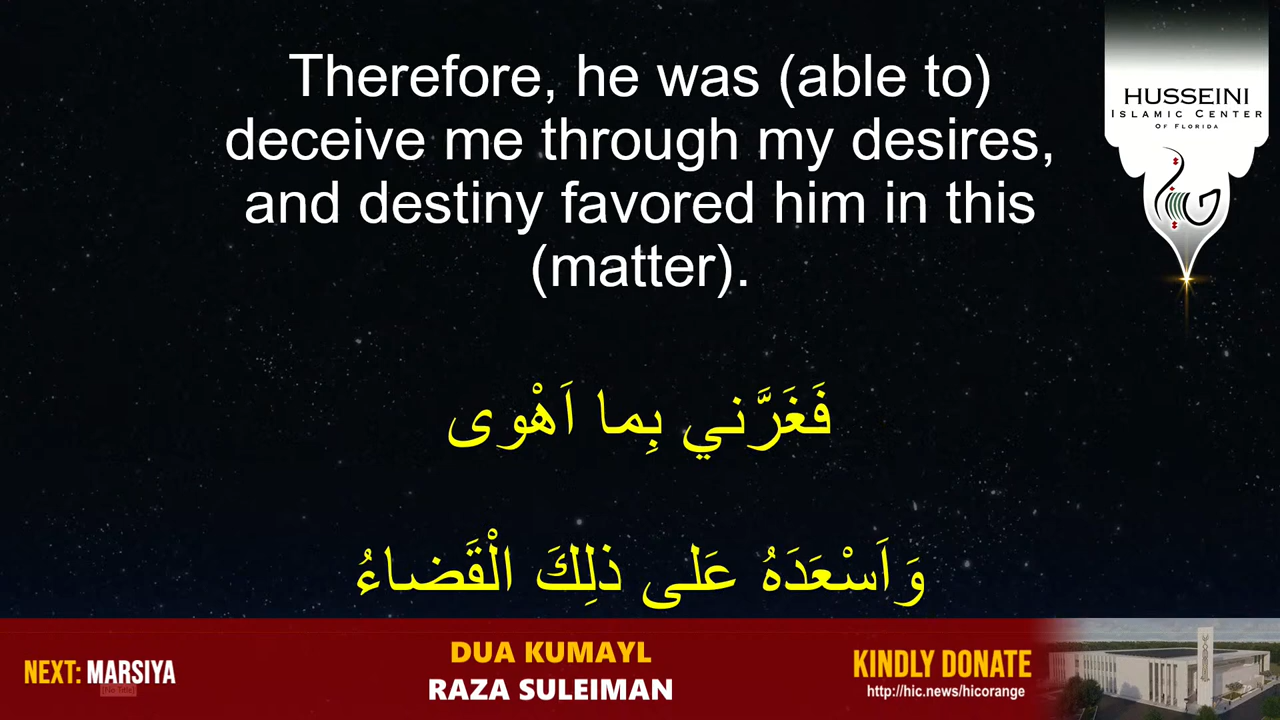 Therefore, he was (able to)
deceive me through my desires,
and destiny favored him in this
(matter).
فَغَرَّني بِما اَهْوى
وَاَسْعَدَهُ عَلى ذلِكَ الْقَضاءُ
HUSSEINI
ISLAMIC CENTER
OF FLORIDA
NEXT: MARSIYA
[No Title]
DUA KUMAYL
RAZA SULEIMAN
KINDLY DONATE
http://hic.news/hicorange